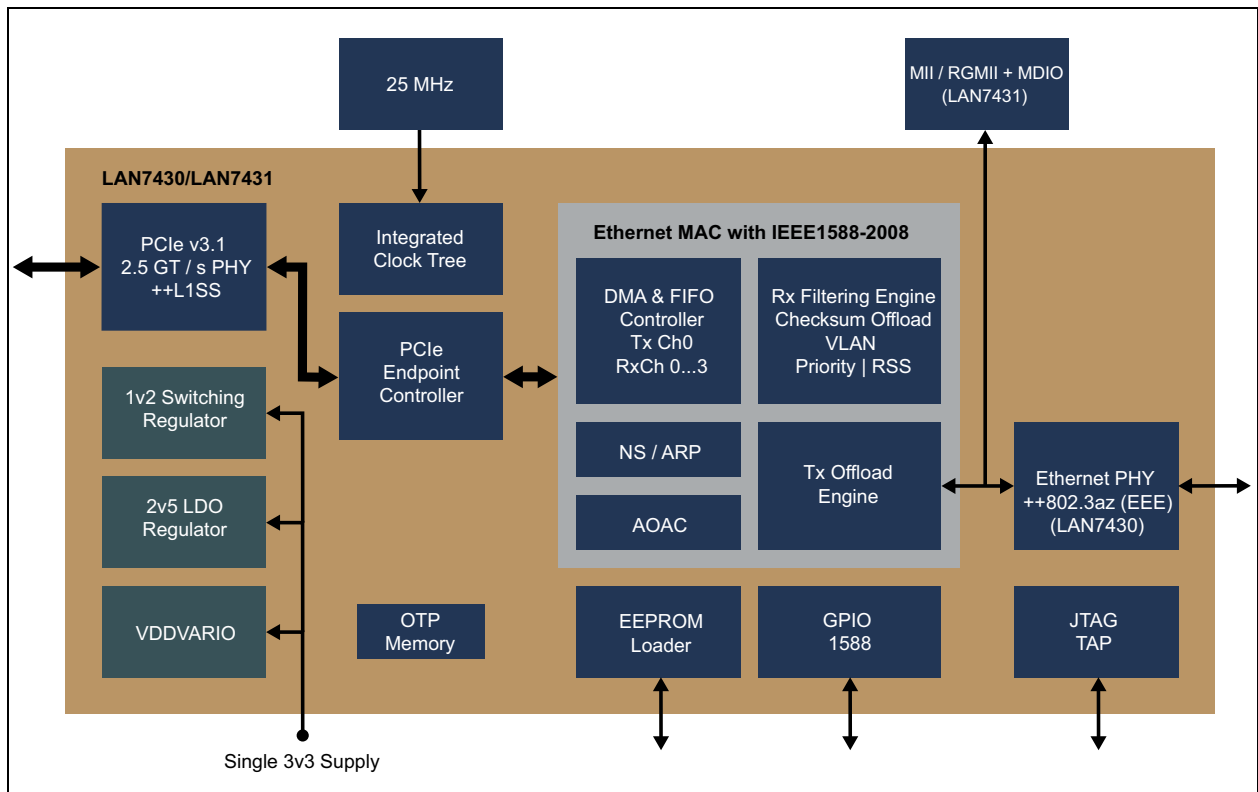 25 MHz
MII / RGMII + MDIO
(LAN7431)
LAN7430/LAN7431
PCIe v3.1
2.5 GT / s PHY
++L1SS
Integrated
Clock Tree
PCIe
Endpoint
Controller
Ethernet MAC with IEEE1588-2008
DMA & FIFO
Controller
Tx Ch0
RxCh 0...3
Rx Filtering Engine
Checksum Offload
VLAN
Priority | RSS
1v2 Switching
Regulator
NS / ARP
Tx Offload
Engine
Ethernet PHY
++802.3az (EEE)
(LAN7430)
2v5 LDO
Regulator
AOAC
VDDVARIO
OTP
Memory
EEPROM
Loader
GPIO
1588
JTAG
TAP
Single 3v3 Supply